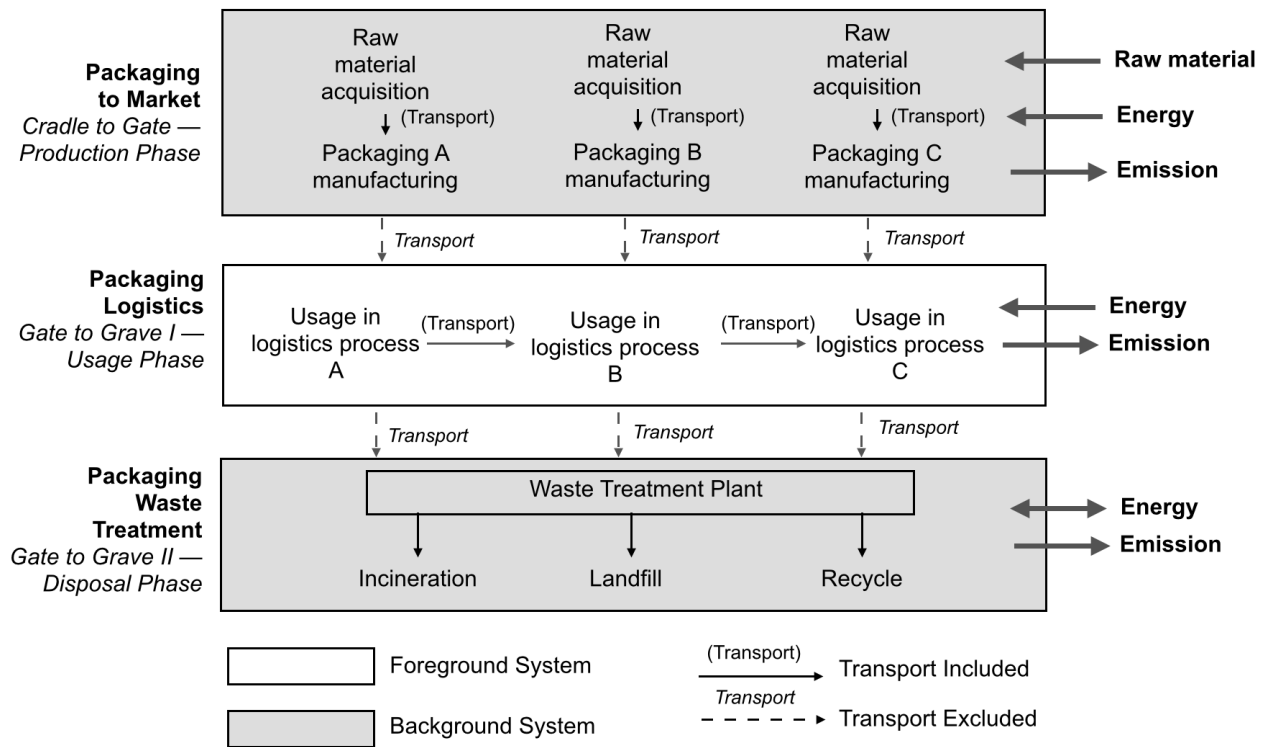 Packaging
to Market
Cradle to Gate —
Production Phase
Raw
material
acquisition
(Transport)
Packaging A
manufacturing
Raw
material
acquisition
(Transport)
Packaging B
manufacturing
Raw
material
acquisition
(Transport)
Packaging C
manufacturing
Raw material
Energy
Emission
Transport
Transport
Transport
Packaging
Logistics
Gate to Grave I —
Usage Phase
Usage in
logistics process
A
(Transport)
Usage in
logistics process
B
(Transport)
Usage in
logistics process
C
Energy
Emission
Transport
Transport
Transport
Packaging
Waste
Treatment
Gate to Grave II —
Disposal Phase
Waste Treatment Plant
Incineration
Landfill
Recycle
Energy
Emission
Foreground System
Background System
(Transport)
Transport Included
Transport
Transport Excluded